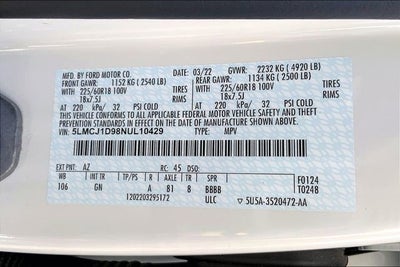 MFD. BY FORD MOTOR CO. 03/22 GVWR: 2232 KG ( 4920 LB)
FRONT GAWR: 1152 KG ( 2540 LB) REAR GAWR: 1134 KG ( 2500 LB)
WITH 225/60R18 100V TIRES WITH 225/60R18 100V TIRES
18x7.5J RIMS 18x7.5J RIMS
AT 220 kPa/ 32 PSI COLD AT 220 kPa/ 32 PSI COLD
THIS VEHICLE CONFORMS TO ALL APPLICABLE FEDERAL MOTOR VEHICLE SAFETY AND THEFT PREVENTION STANDARDS IN EFFECT ON THE DATE OF
VIN: 5LMCJ1D98NUL10429 TYPE: MPV
EXT PNT: AZ RC: 45 DSO: F0124
WB INT TR TP/PS R AXLE TR SPR T0248
106 GN A 81 8 BBBB
1202203295172 ULC 5U5A-3520472-AA